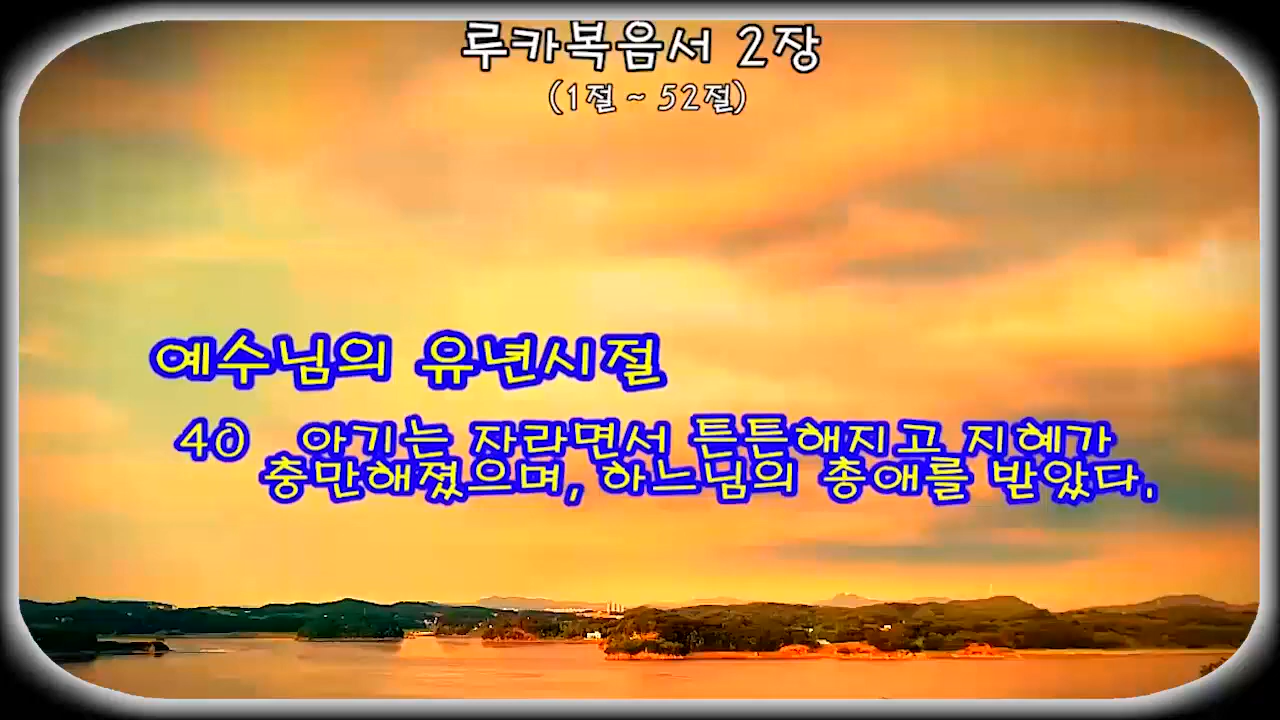 루카복음서 2장
(1절 ~ 52절)
예수님의 유년시절
40 아기는 자라면서 튼튼해지고 지혜가
충만해졌으며, 하느님의 총애를 받았다.